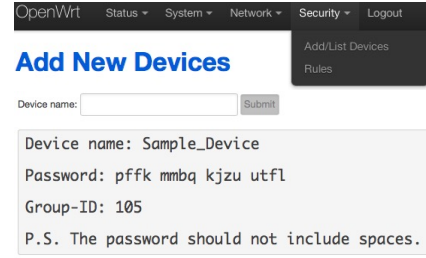 OpenWrt Status System Network Security Logout
Add/List Devices
Rules
Add New Devices
Device name: Submit
Device name: Sample_Device
Password: pffk mmbq kjzu utfl
Group-ID: 105
P.S. The password should not include spaces.